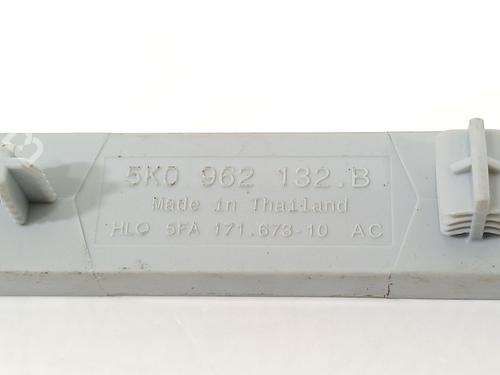 5K0 962 132.B
Made in Thailand
HLO 5FA 171.673-10 AC